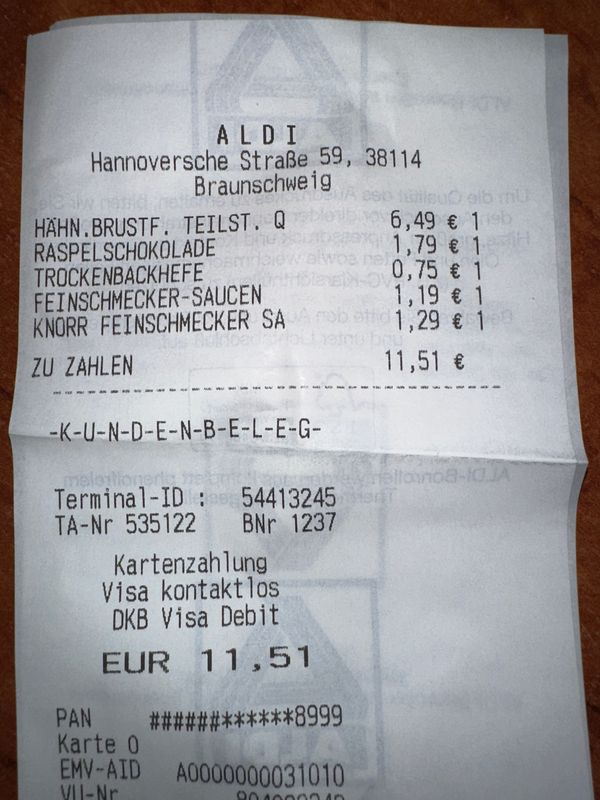 ALDI
Hannoversche Straße 59, 38114
Braunschweig
HÄHN.BRUSTF. TEILST. Q 6,49 € 1
RASPELSCHOKOLADE 1,79 € 1
TROCKENBACKHEFE 0,75 € 1
FEINSCHMECKER-SAUCEN 1,19 € 1
KNORR FEINSCHMECKER SA 1,29 € 1
ZU ZAHLEN 11,51 €
-K-U-N-D-E-N-B-E-L-E-G-
Terminal-ID : 54413245
TA-Nr 535122 BNr 1237
Kartenzahlung
Visa kontaktlos
DKB Visa Debit
EUR 11,51
PAN ######******8999
Karte 0
EMV-AID A0000000031010
VU-Nr